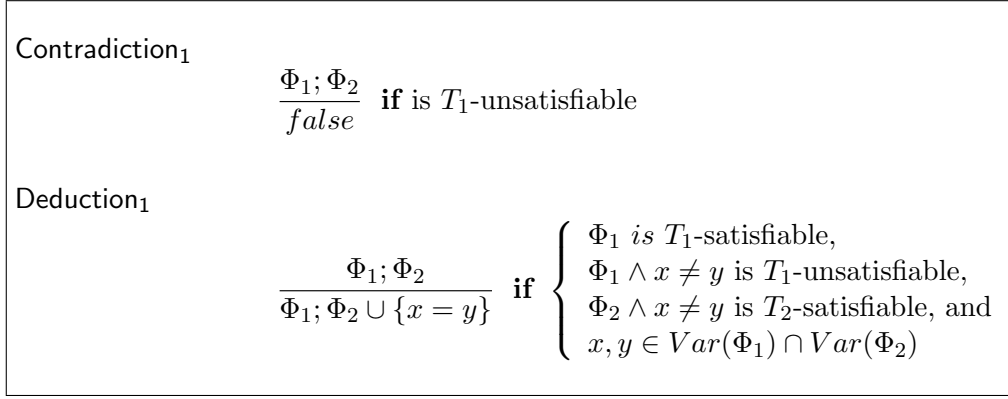 Contradiction₁
Φ₁; Φ₂
false if is T₁-unsatisfiable
Deduction₁
Φ₁ is T₁-satisfiable,
Φ₁; Φ₂ if Φ₁ ∧ x ≠ y is T₁-unsatisfiable,
Φ₁; Φ₂ ∪ {x = y} Φ₂ ∧ x ≠ y is T₂-satisfiable, and
x, y ∈ Var(Φ₁) ∩ Var(Φ₂)